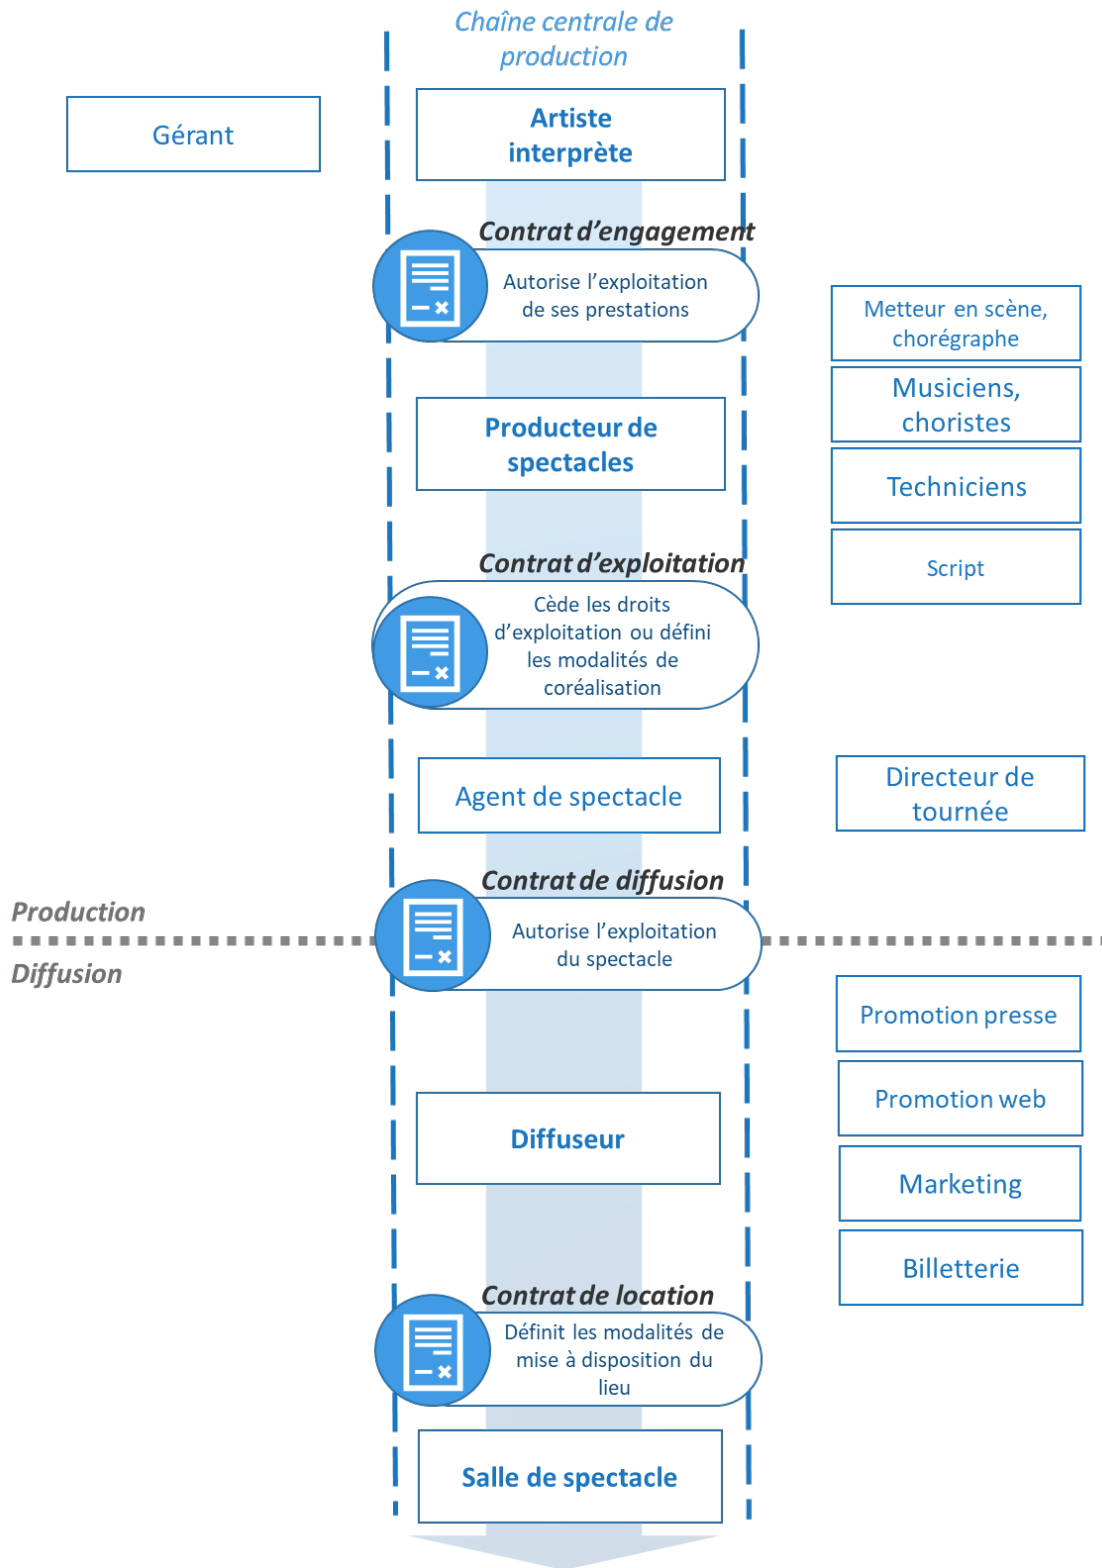 Chaîne centrale de
production
Gérant
Artiste
interprète
Contrat d’engagement
Autorise l’exploitation
de ses prestations
Metteur en scène,
chorégraphe
Musiciens,
choristes
Producteur de
spectacles
Techniciens
Script
Contrat d’exploitation
Cède les droits
d’exploitation ou défini
les modalités de
coréalisation
Agent de spectacle
Directeur de
tournée
Contrat de diffusion
Autorise l’exploitation
du spectacle
Production
Diffusion
Promotion presse
Promotion web
Diffuseur
Marketing
Billetterie
Contrat de location
Définit les modalités de
mise à disposition du
lieu
Salle de spectacle